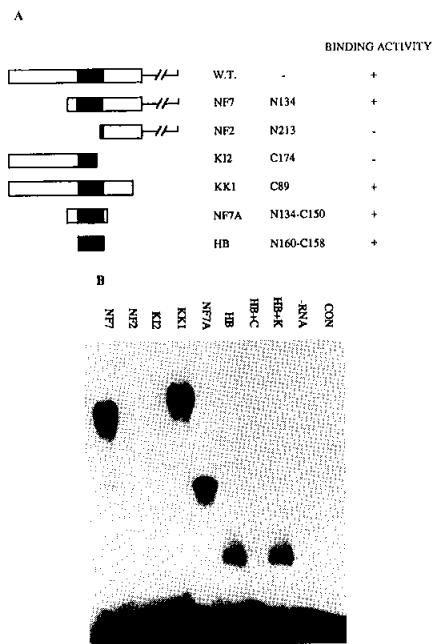 A
BINDING ACTIVITY
W.T. - +
NF7 N134 +
NF2 N213 -
KI2 C174 -
KK1 C89 +
NF7A N134-C150 +
HB N160-C158 +
B
NF7
NF2
KI2
KK1
NF7A
HB
HB+C
HB+K
-RNA
CON